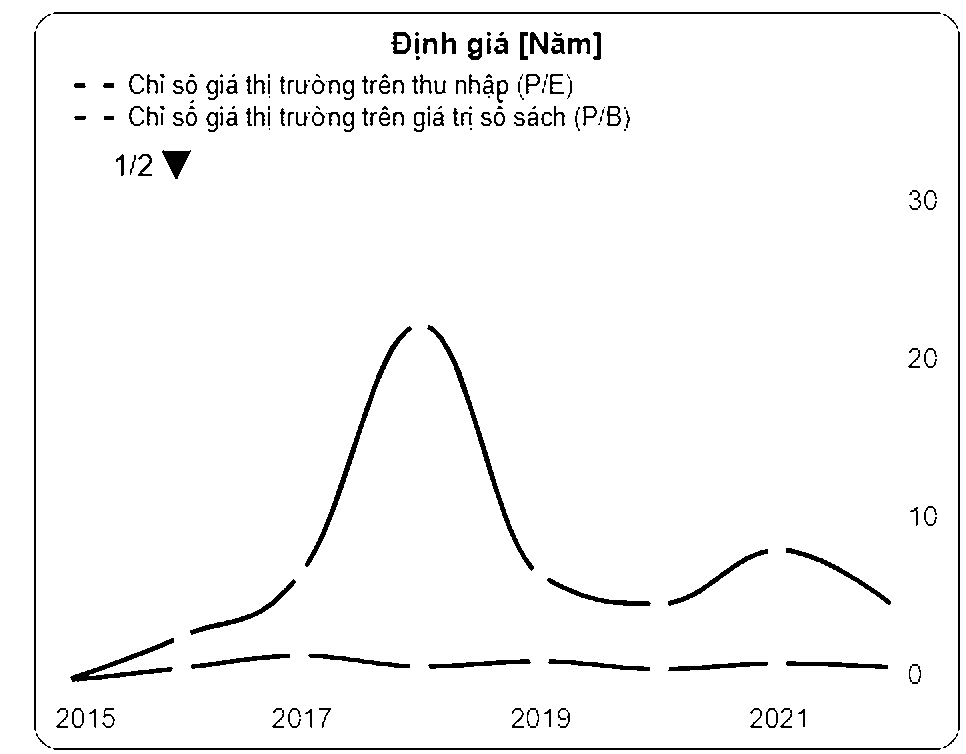 Định giá [Năm]
Chỉ số giá thị trường trên thu nhập (P/E)
Chỉ số giá thị trường trên giá trị sổ sách (P/B)
1/2 ▼
30
20
10
0
2015 2017 2019 2021